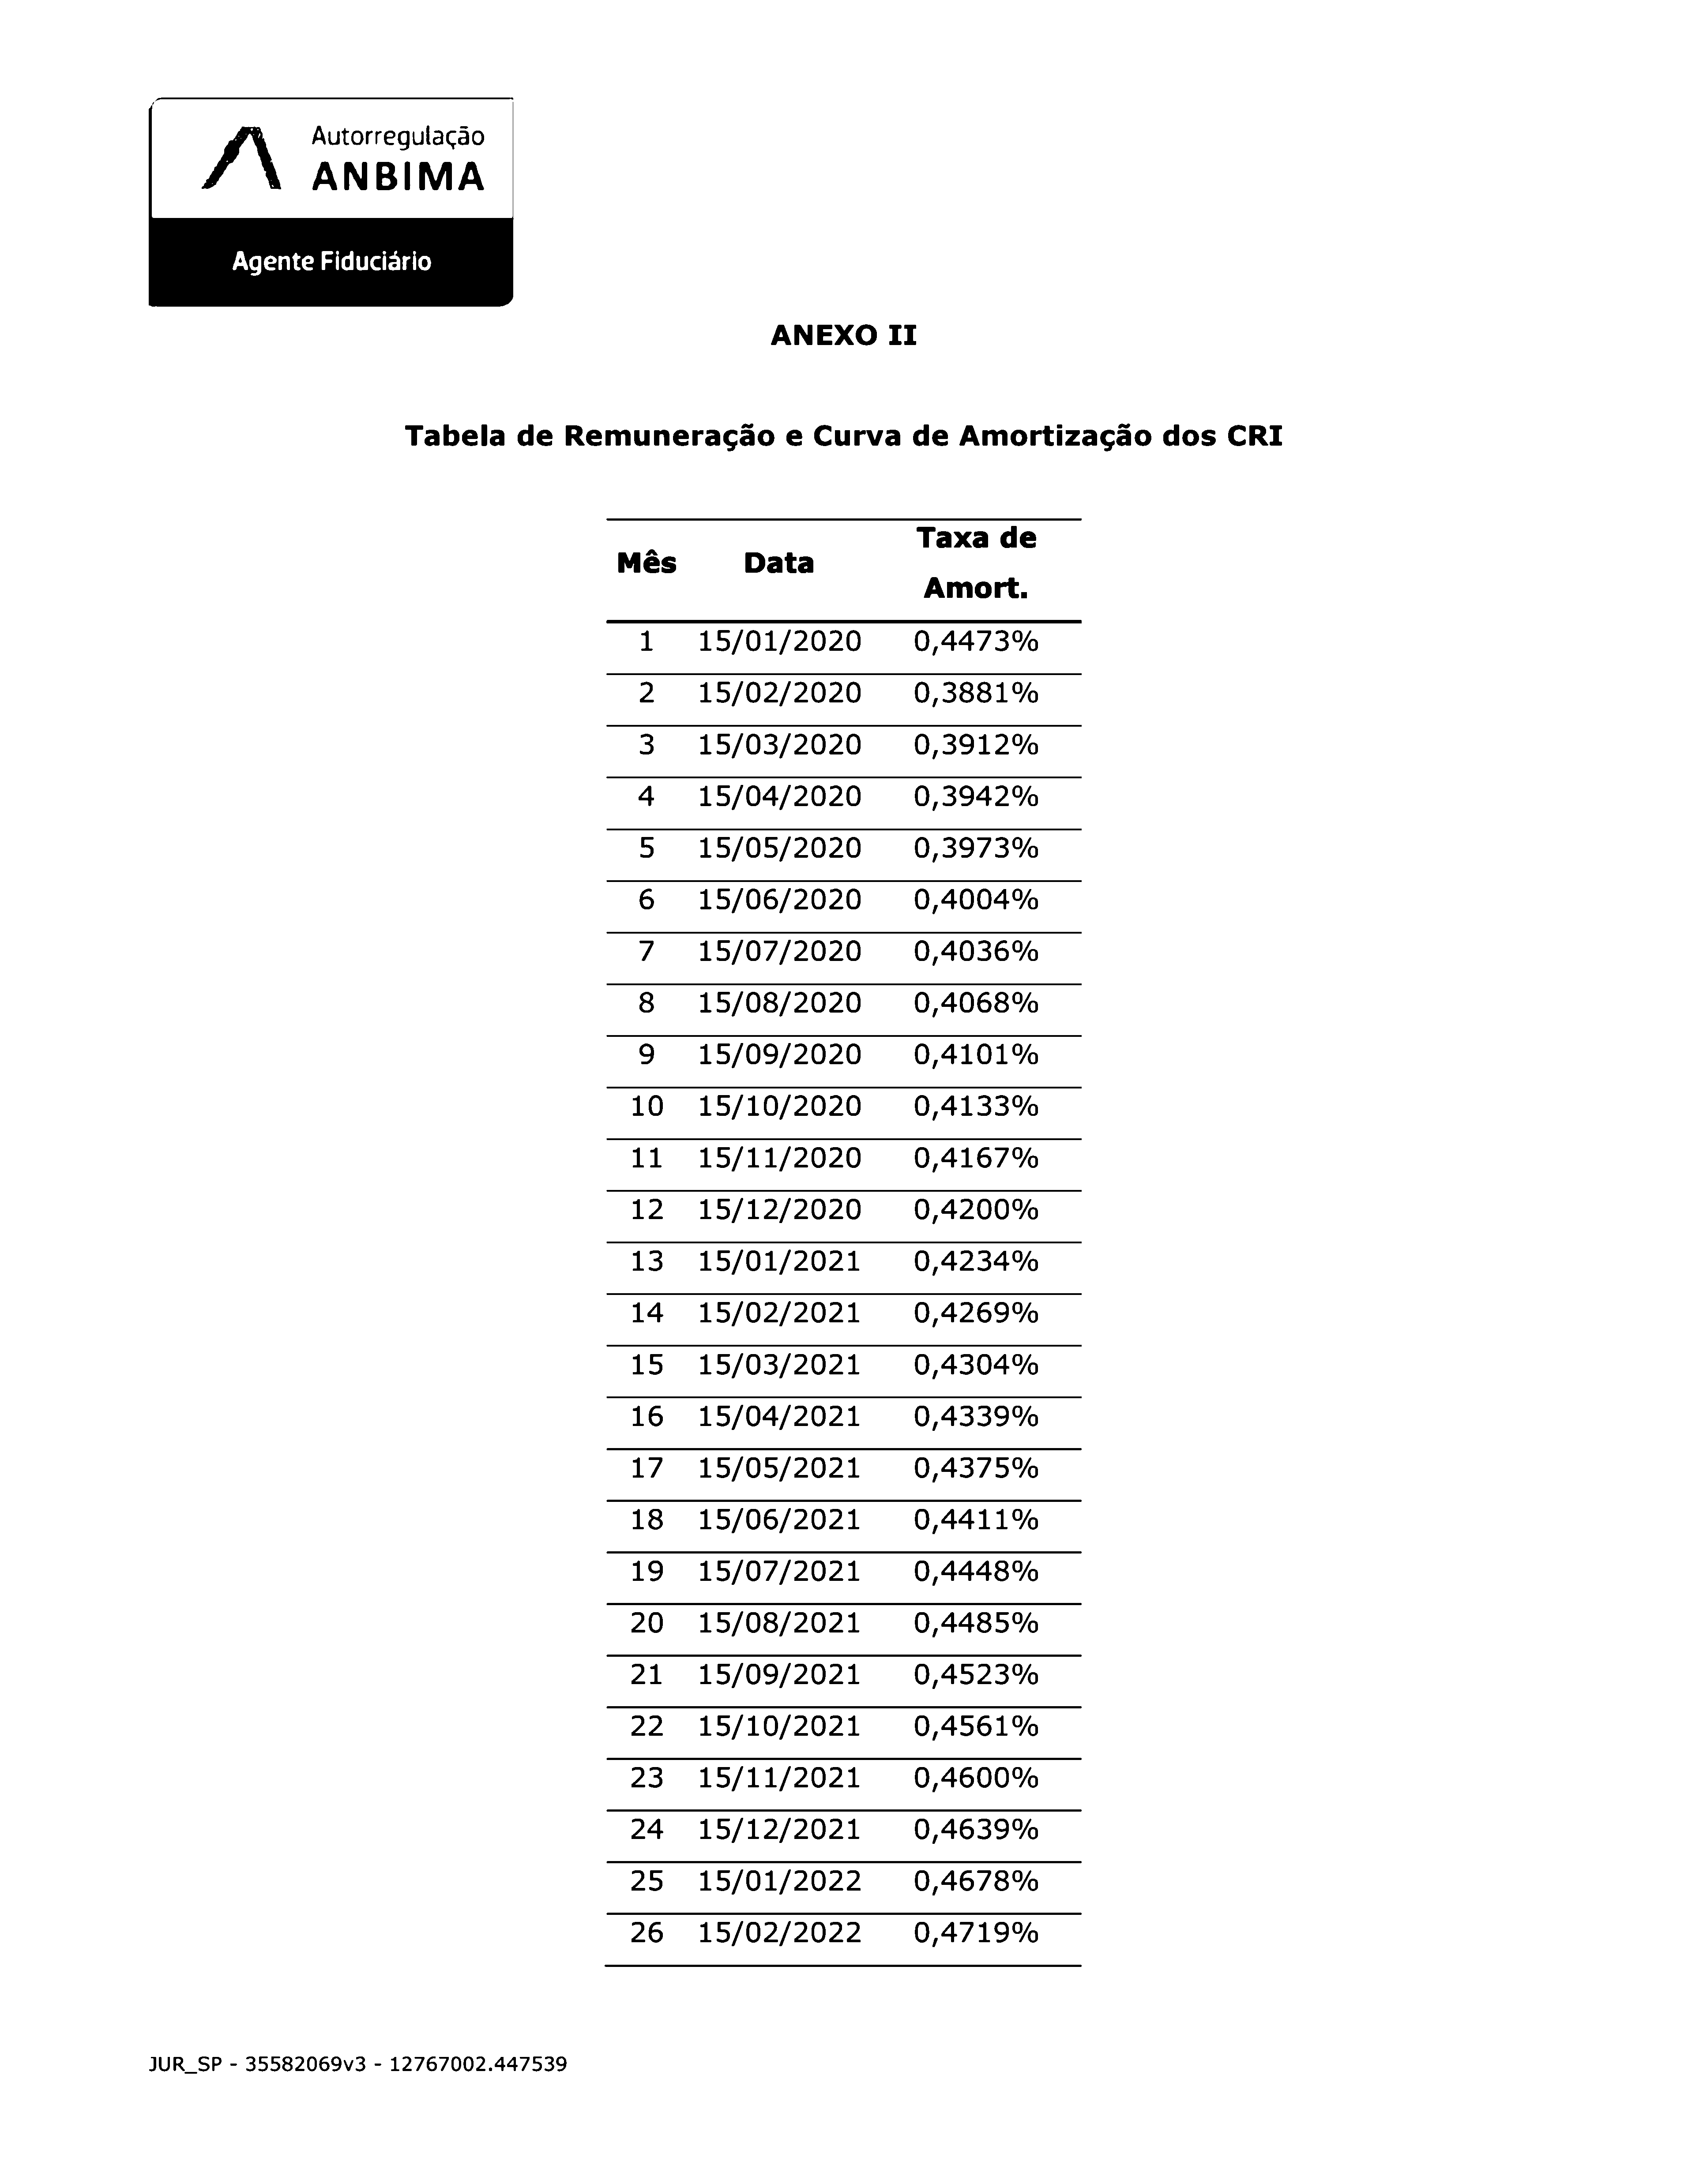 Autorregulação
ANBIMA
Agente Fiduciário
ANEXO II
Tabela de Remuneração e Curva de Amortização dos CRI
Mês Data Taxa de Amort.
1 15/01/2020 0,4473%
2 15/02/2020 0,3881%
3 15/03/2020 0,3912%
4 15/04/2020 0,3942%
5 15/05/2020 0,3973%
6 15/06/2020 0,4004%
7 15/07/2020 0,4036%
8 15/08/2020 0,4068%
9 15/09/2020 0,4101%
10 15/10/2020 0,4133%
11 15/11/2020 0,4167%
12 15/12/2020 0,4200%
13 15/01/2021 0,4234%
14 15/02/2021 0,4269%
15 15/03/2021 0,4304%
16 15/04/2021 0,4339%
17 15/05/2021 0,4375%
18 15/06/2021 0,4411%
19 15/07/2021 0,4448%
20 15/08/2021 0,4485%
21 15/09/2021 0,4523%
22 15/10/2021 0,4561%
23 15/11/2021 0,4600%
24 15/12/2021 0,4639%
25 15/01/2022 0,4678%
26 15/02/2022 0,4719%
JUR_SP - 35582069v3 - 12767002.447539